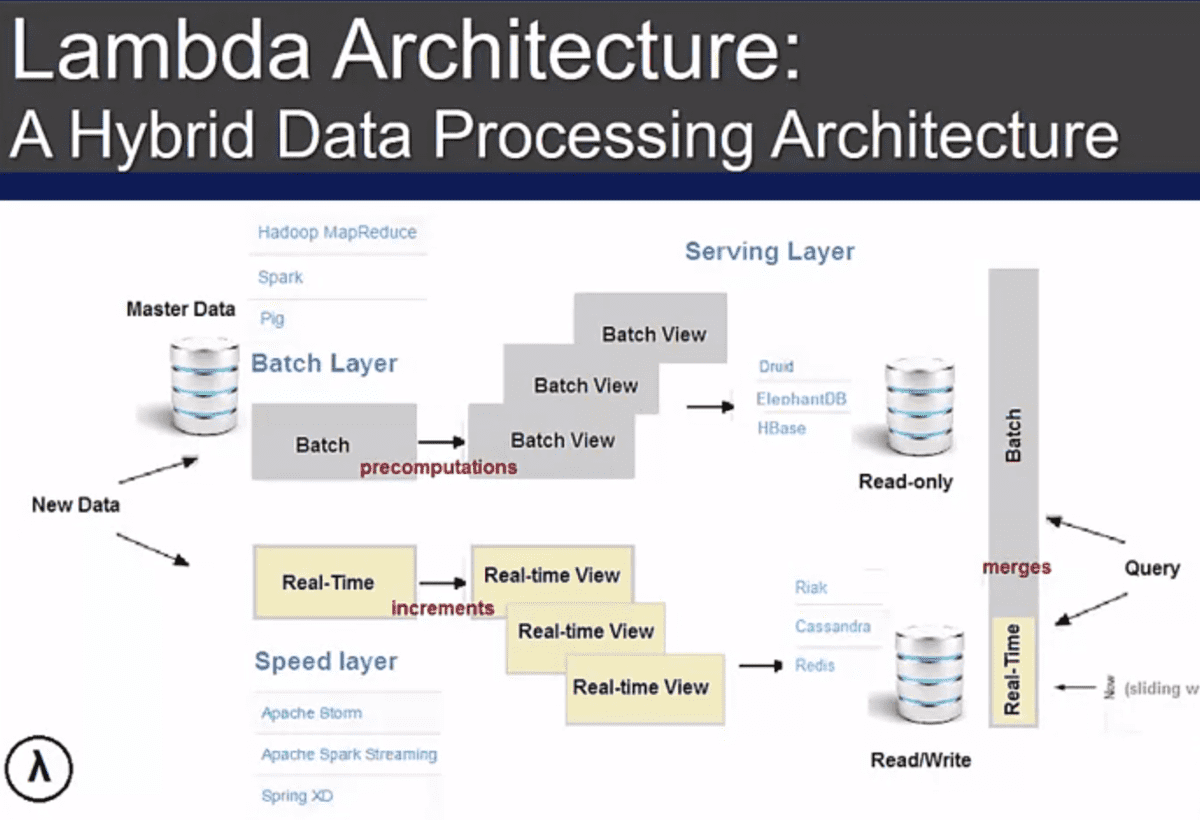 Lambda Architecture:
A Hybrid Data Processing Architecture
Hadoop MapReduce
Spark
Pig
Master Data
Batch Layer
Batch
precomputations
Batch View
Batch View
Batch View
Serving Layer
Druid
ElephantDB
HBase
Read-only
New Data
Real-Time
increments
Real-time View
Real-time View
Real-time View
Speed layer
Apache Storm
Apache Spark Streaming
Spring XD
Riak
Cassandra
Redis
Read/Write
Batch
merges
Real-Time
Query
Now
(sliding w
λ